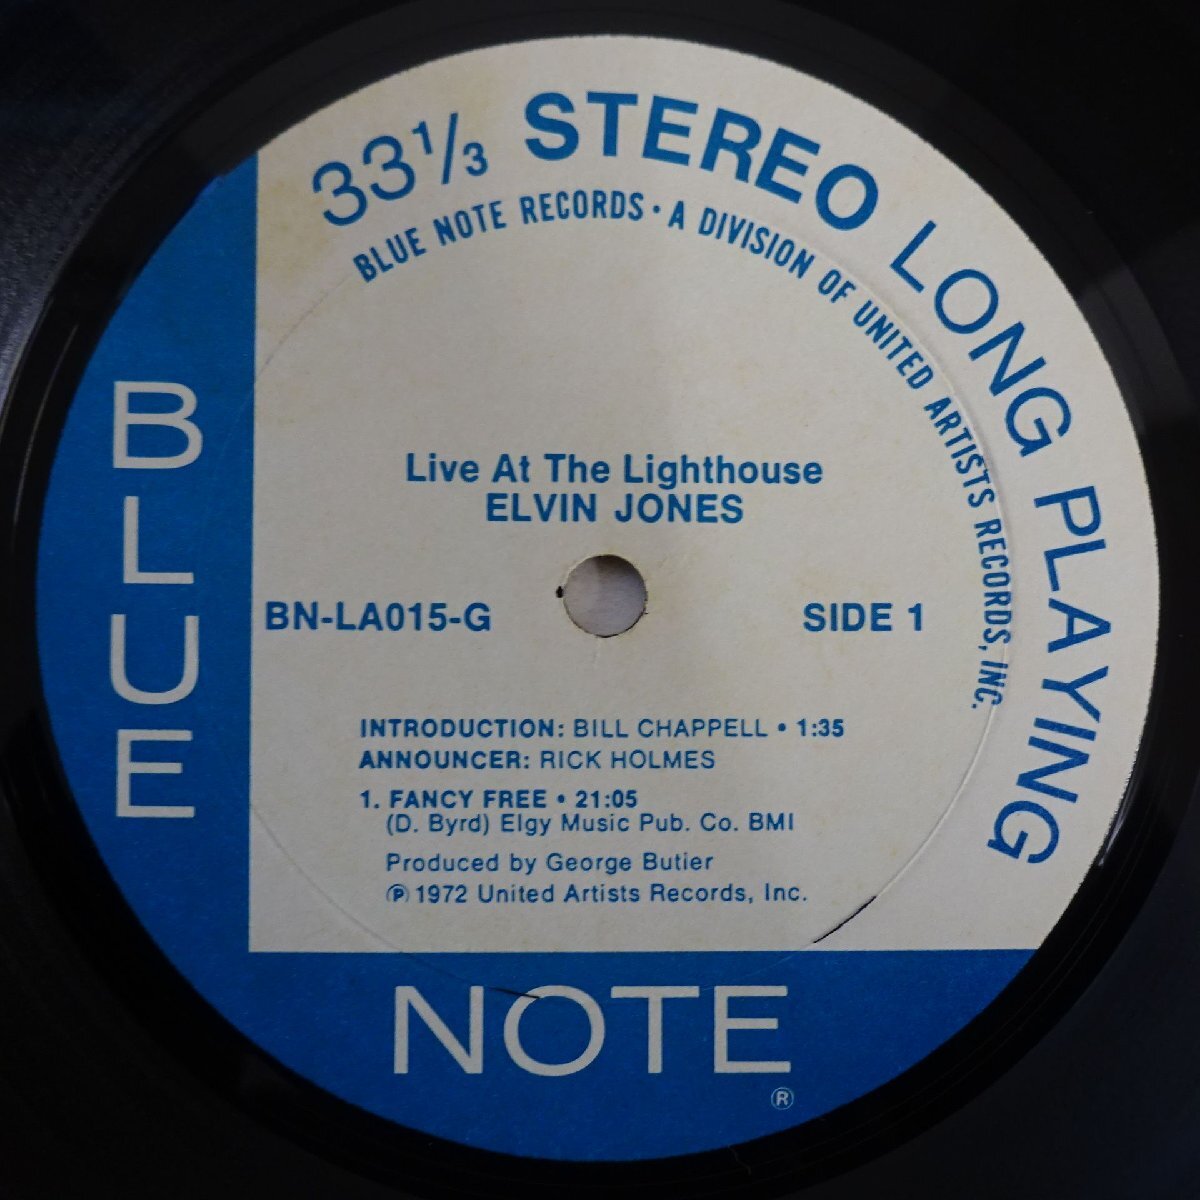 33 1/3 STEREO LONG PLAYING
BLUE NOTE RECORDS • A DIVISION OF UNITED ARTISTS RECORDS, INC.
Live At The Lighthouse
ELVIN JONES
BN-LA015-G
SIDE 1
INTRODUCTION: BILL CHAPPELL • 1:35
ANNOUNCER: RICK HOLMES
1. FANCY FREE • 21:05
(D. Byrd) Elgy Music Pub. Co. BMI
Produced by George Butler
℗ 1972 United Artists Records, Inc.
BLUE
NOTE
®